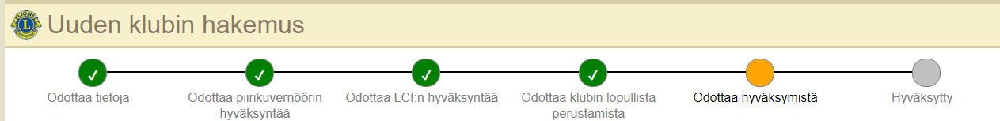 Uuden klubin hakemus
Odottaa tietoja
Odottaa piirikuvernöörin
hyväksyntää
Odottaa LCI:n hyväksyntää
Odottaa klubin lopullista
perustamista
Odottaa hyväksymistä
Hyväksytty